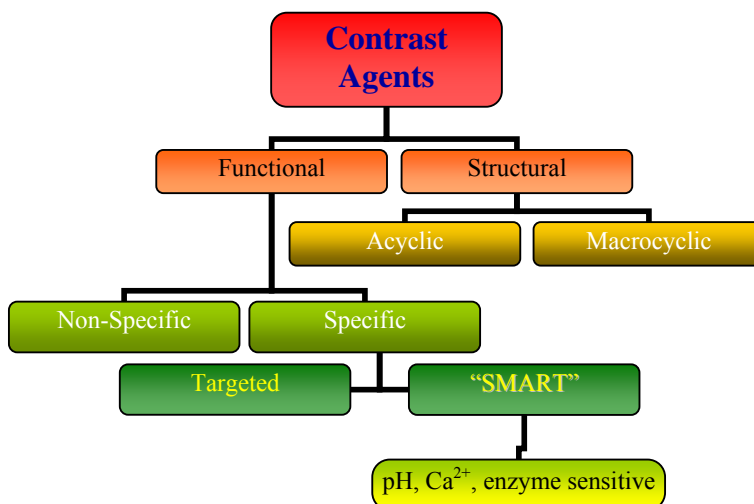 Contrast
Agents
Functional
Structural
Acyclic
Macrocyclic
Non-Specific
Specific
Targeted
“SMART”
pH, Ca²⁺, enzyme sensitive